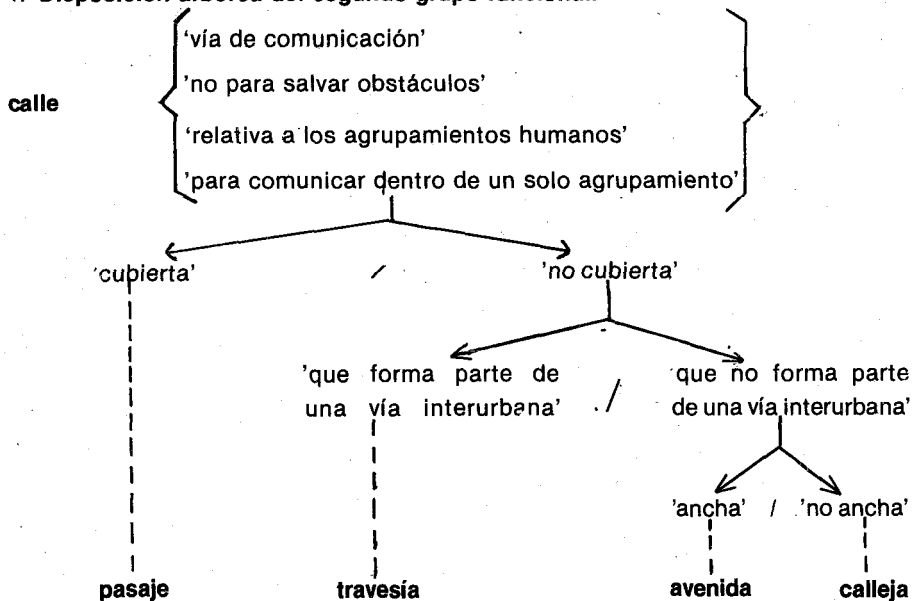 'vía de comunicación'
calle
'no para salvar obstáculos'
'relativa a los agrupamientos humanos'
'para comunicar dentro de un solo agrupamiento'
'cubierta' / 'no cubierta'
'que forma parte de
una vía interurbana' / que no forma parte
de una vía interurbana'
'ancha' / 'no ancha'
pasaje travesía avenida calleja